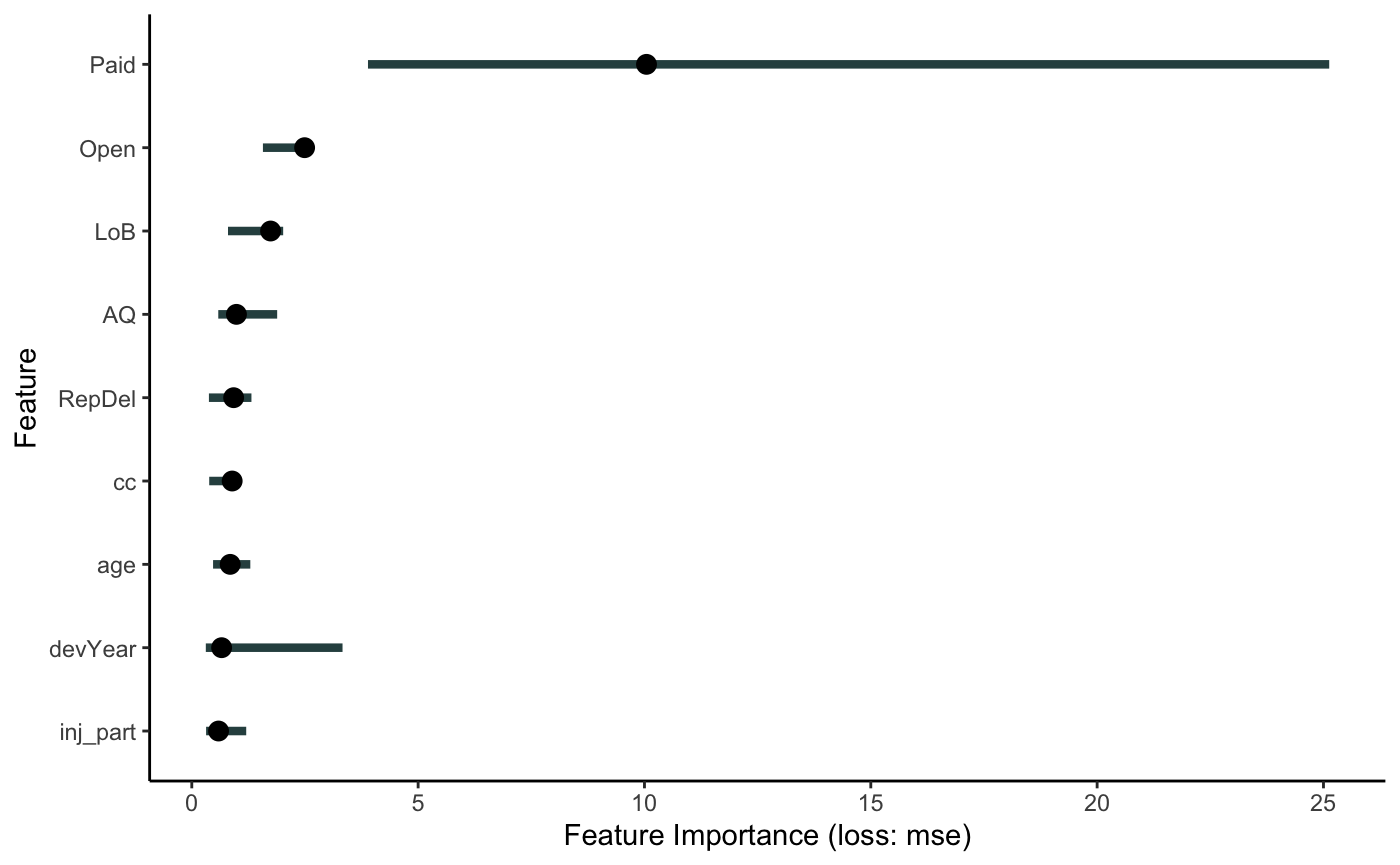 Paid
Open
LoB
AQ
RepDel
cc
age
devYear
inj_part
Feature
0 5 10 15 20 25
Feature Importance (loss: mse)